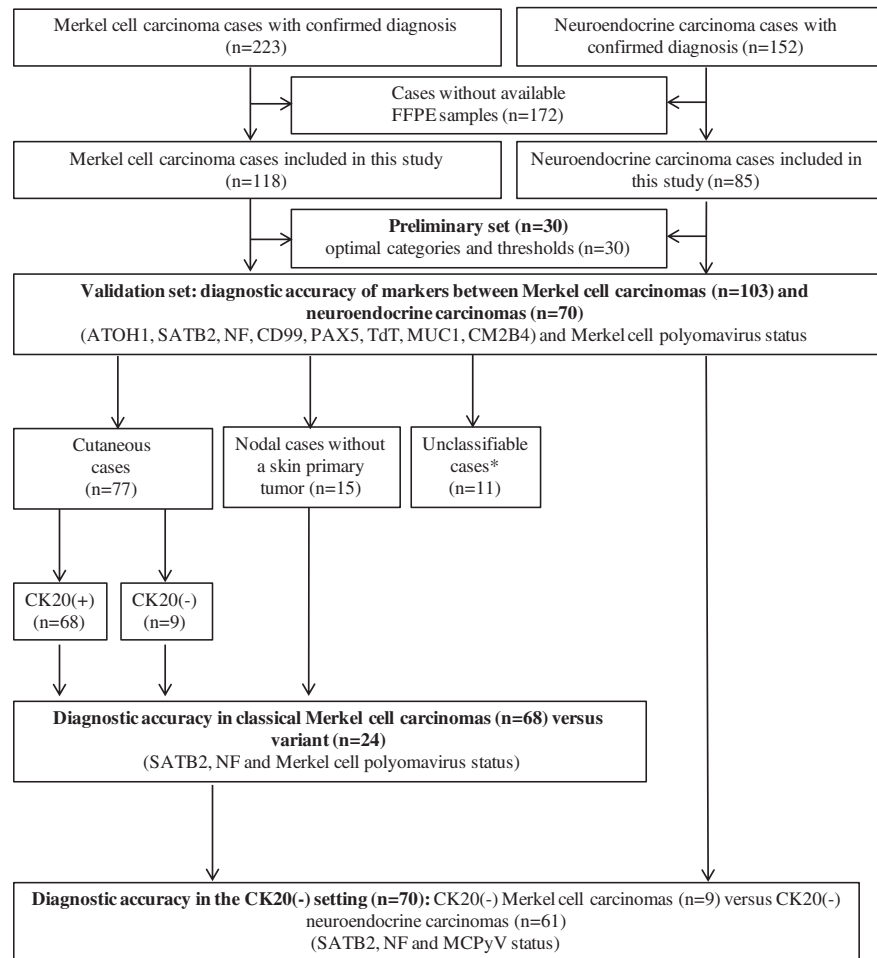 Merkel cell carcinoma cases with confirmed diagnosis
(n=223)
Neuroendocrine carcinoma cases with
confirmed diagnosis (n=152)
Cases without available
FFPE samples (n=172)
Merkel cell carcinoma cases included in this study
(n=118)
Neuroendocrine carcinoma cases included in
this study (n=85)
Preliminary set (n=30)
optimal categories and thresholds (n=30)
Validation set: diagnostic accuracy of markers between Merkel cell carcinomas (n=103) and
neuroendocrine carcinomas (n=70)
(ATOH1, SATB2, NF, CD99, PAX5, TdT, MUC1, CM2B4) and Merkel cell polyomavirus status
Cutaneous
cases
(n=77)
Nodal cases without
a skin primary
tumor (n=15)
Unclassifiable
cases*
(n=11)
CK20(+)
(n=68)
CK20(-)
(n=9)
Diagnostic accuracy in classical Merkel cell carcinomas (n=68) versus
variant (n=24)
(SATB2, NF and Merkel cell polyomavirus status)
Diagnostic accuracy in the CK20(-) setting (n=70): CK20(-) Merkel cell carcinomas (n=9) versus CK20(-)
neuroendocrine carcinomas (n=61)
(SATB2, NF and MCPyV status)